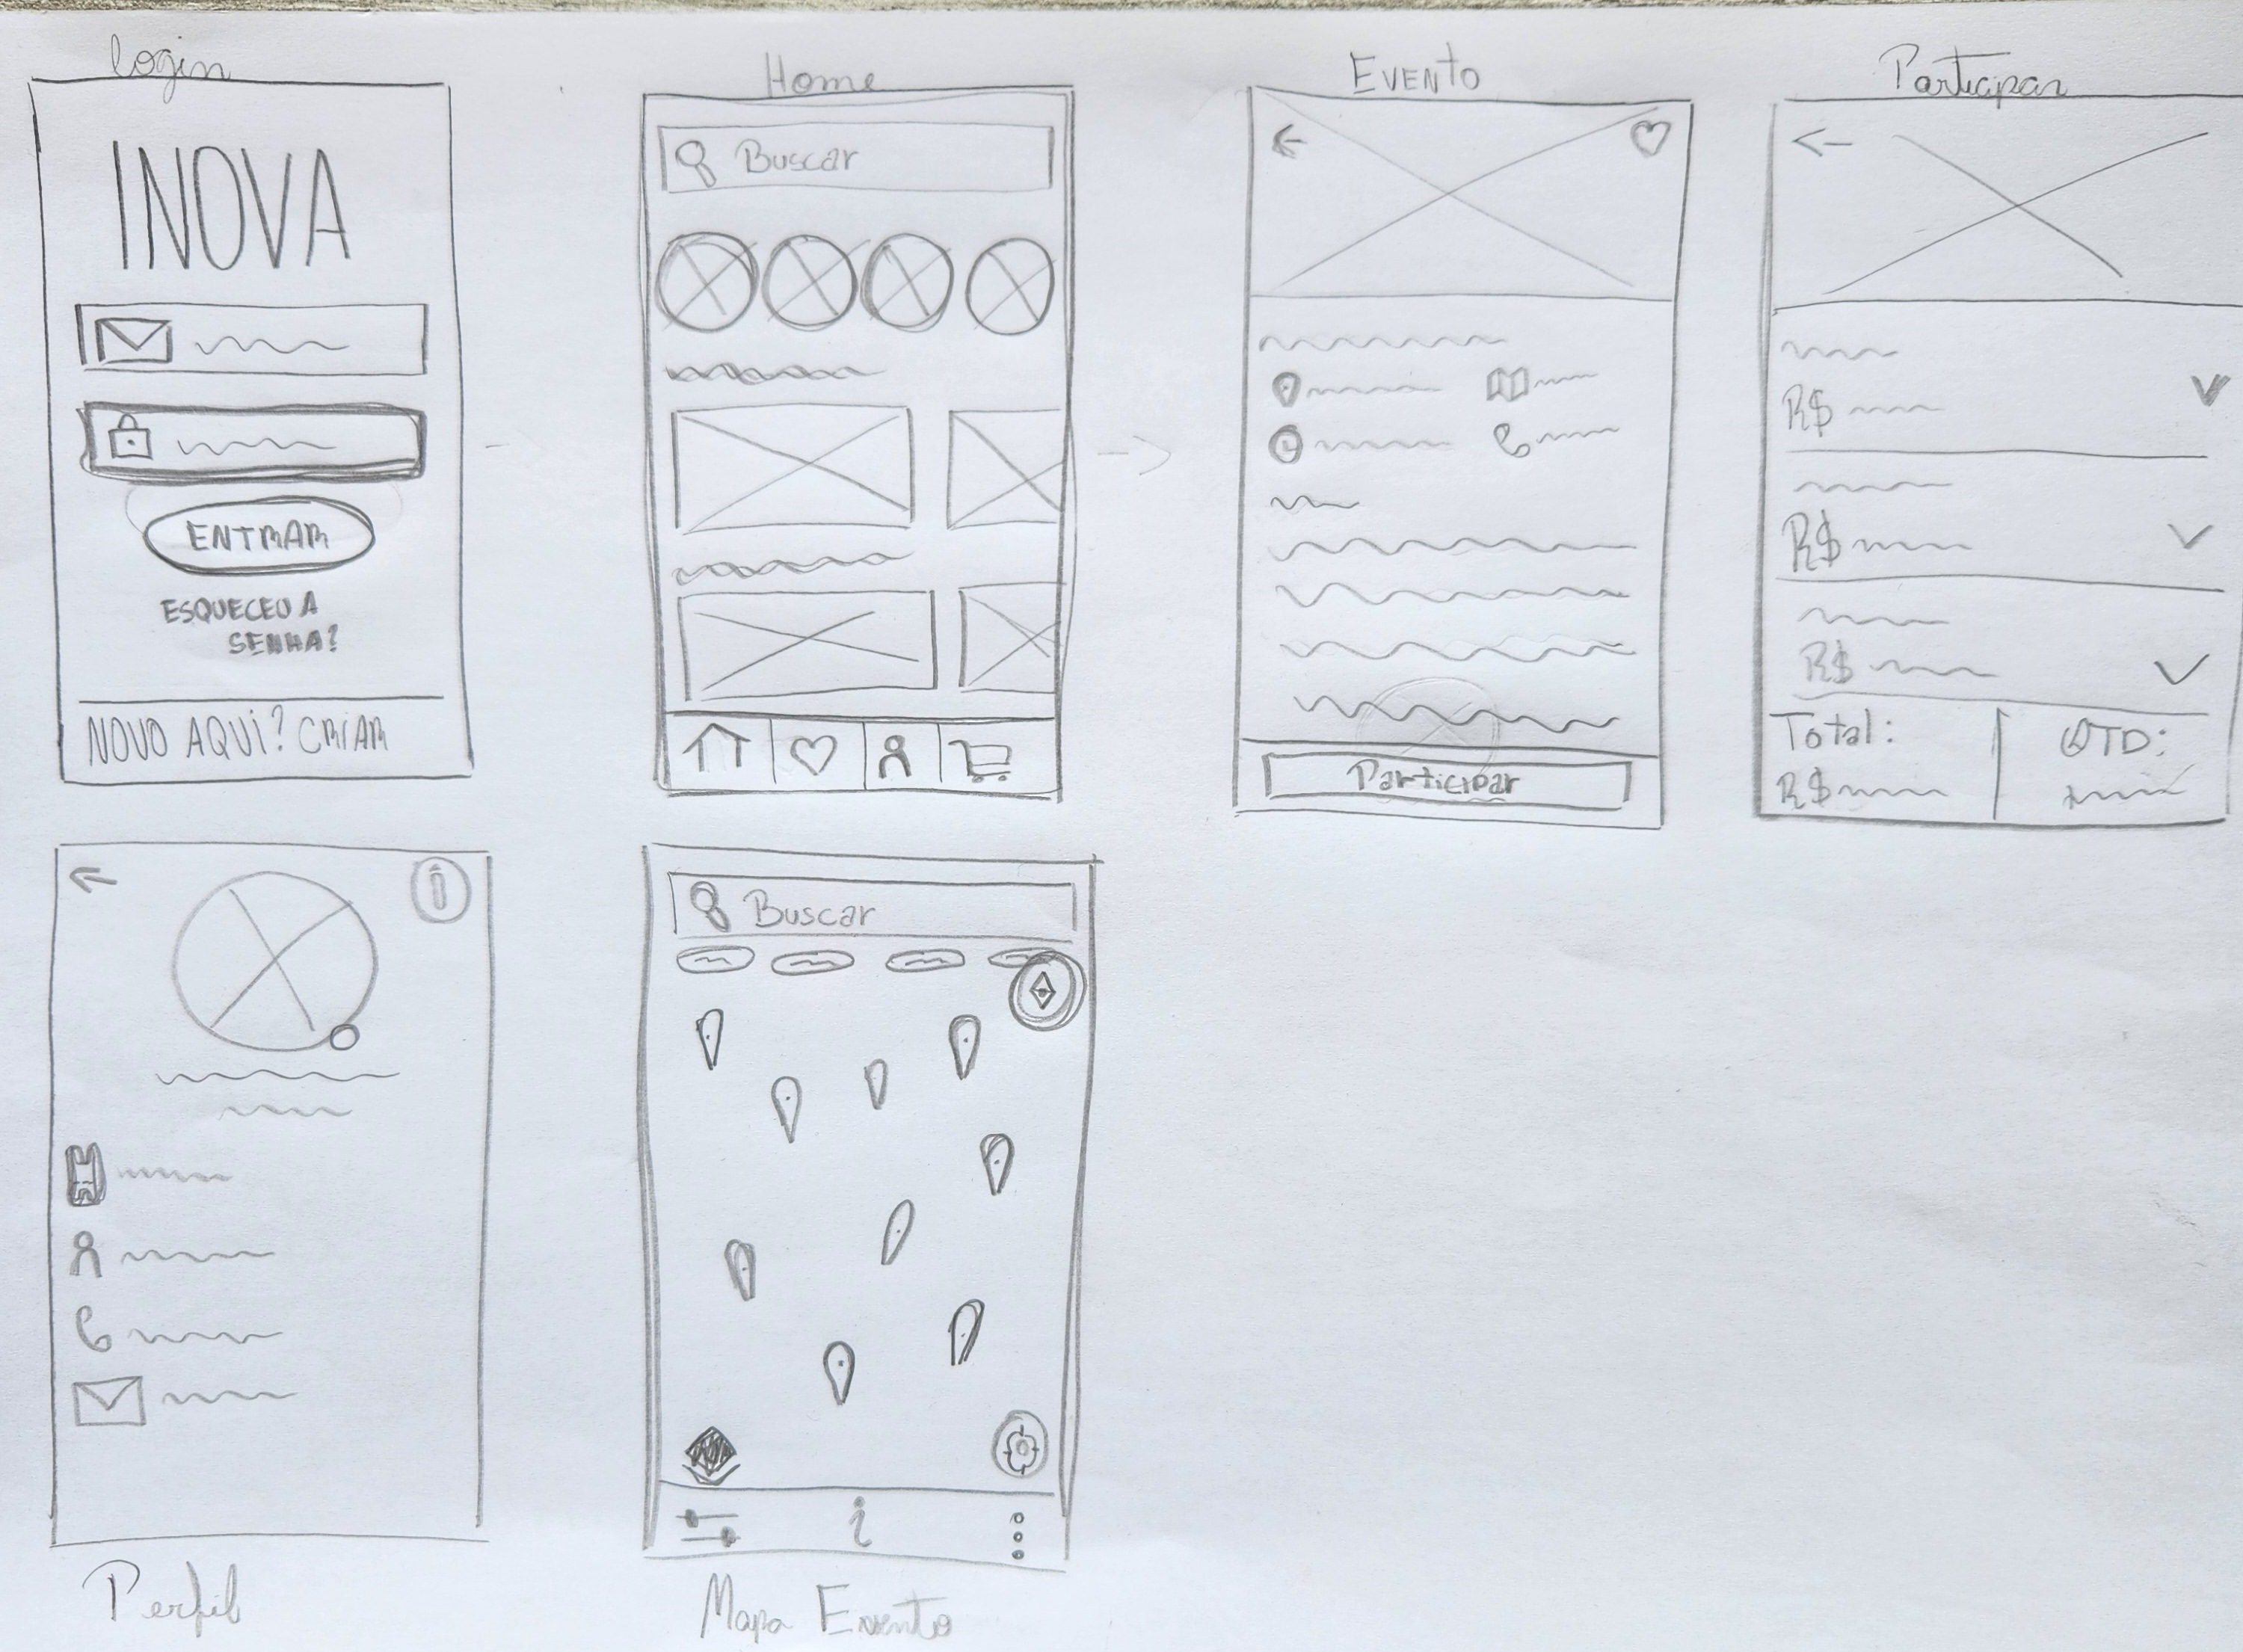 login
INOVA
ENTRAR
ESQUECEU A
SENHA?
NOVO AQUI? CRIAR
Home
Buscar
EVENTO
Participar
Participar
R$
R$
R$
Total:
R$
QTD:
Perfil
Buscar
i
Mapa Evento